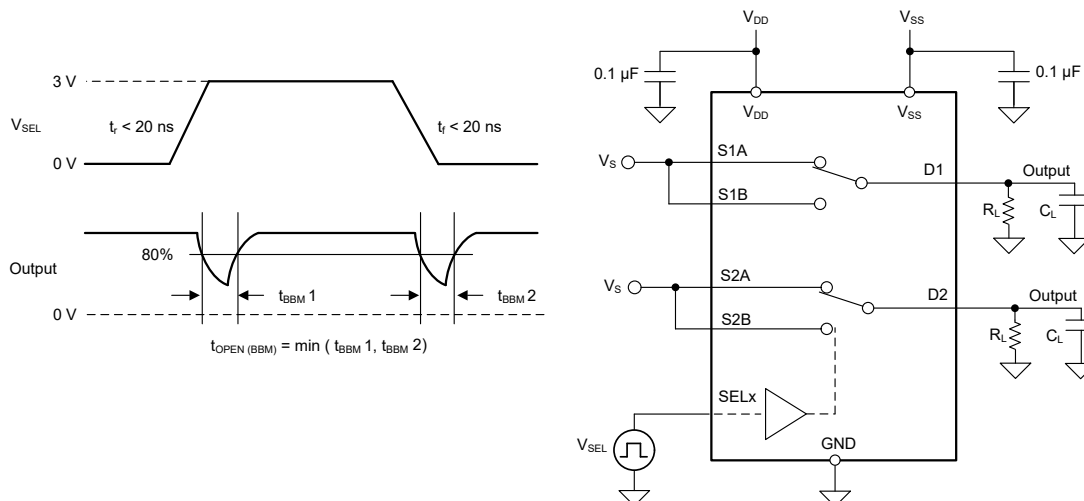 3 V
V_SEL
t_r < 20 ns
t_f < 20 ns
0 V
80%
Output
t_BBM 1
t_BBM 2
0 V
t_OPEN (BBM) = min ( t_BBM 1, t_BBM 2)
V_DD
V_SS
0.1 µF
0.1 µF
V_DD
V_SS
V_S
S1A
D1
Output
S1B
R_L
C_L
V_S
S2A
D2
Output
S2B
R_L
C_L
SELx
V_SEL
GND